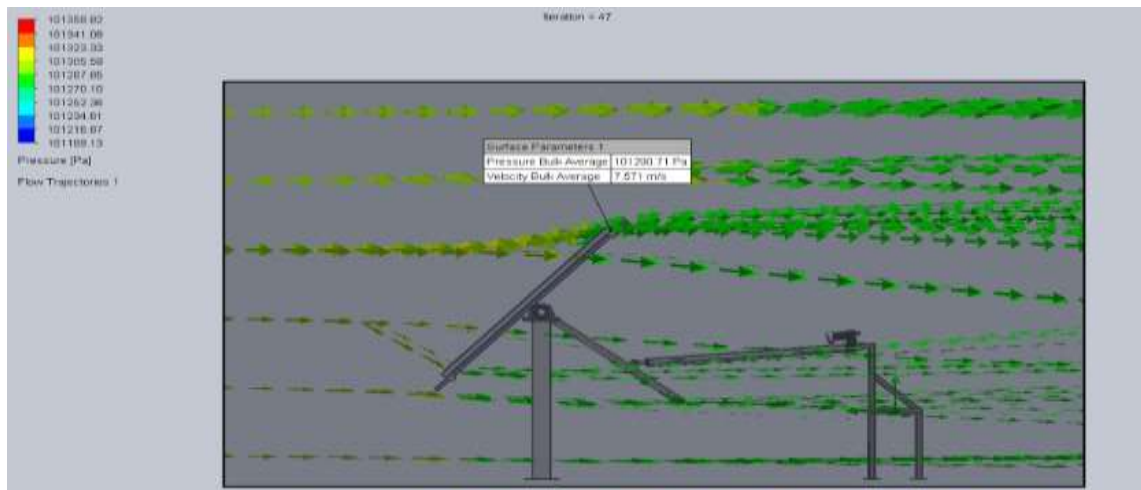 Iteration = 47
101358.82
101341.08
101323.33
101305.59
101287.85
101270.10
101252.36
101234.61
101216.87
101199.13
Pressure [Pa]
Flow Trajectories 1
Surface Parameters 1
Pressure Bulk Average 101290.71 Pa
Velocity Bulk Average 7.571 m/s